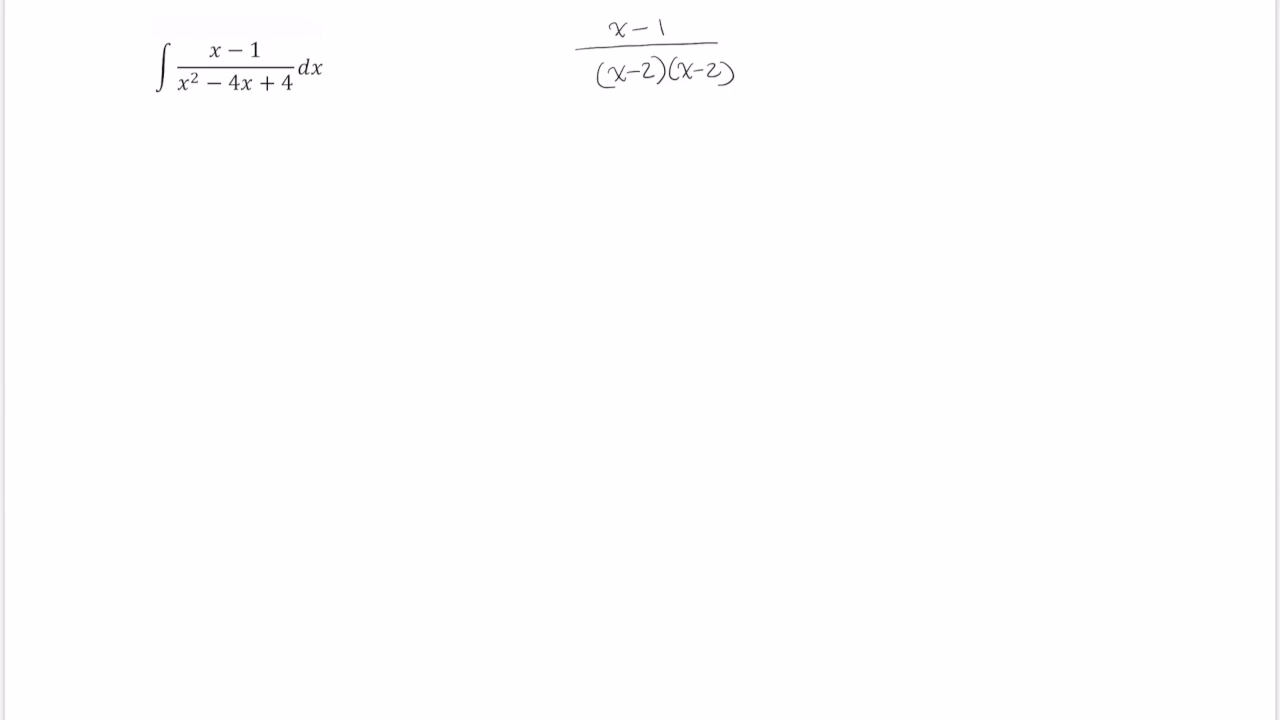 ∫ (x − 1)/(x² − 4x + 4) dx
x − 1
(x−2)(x−2)